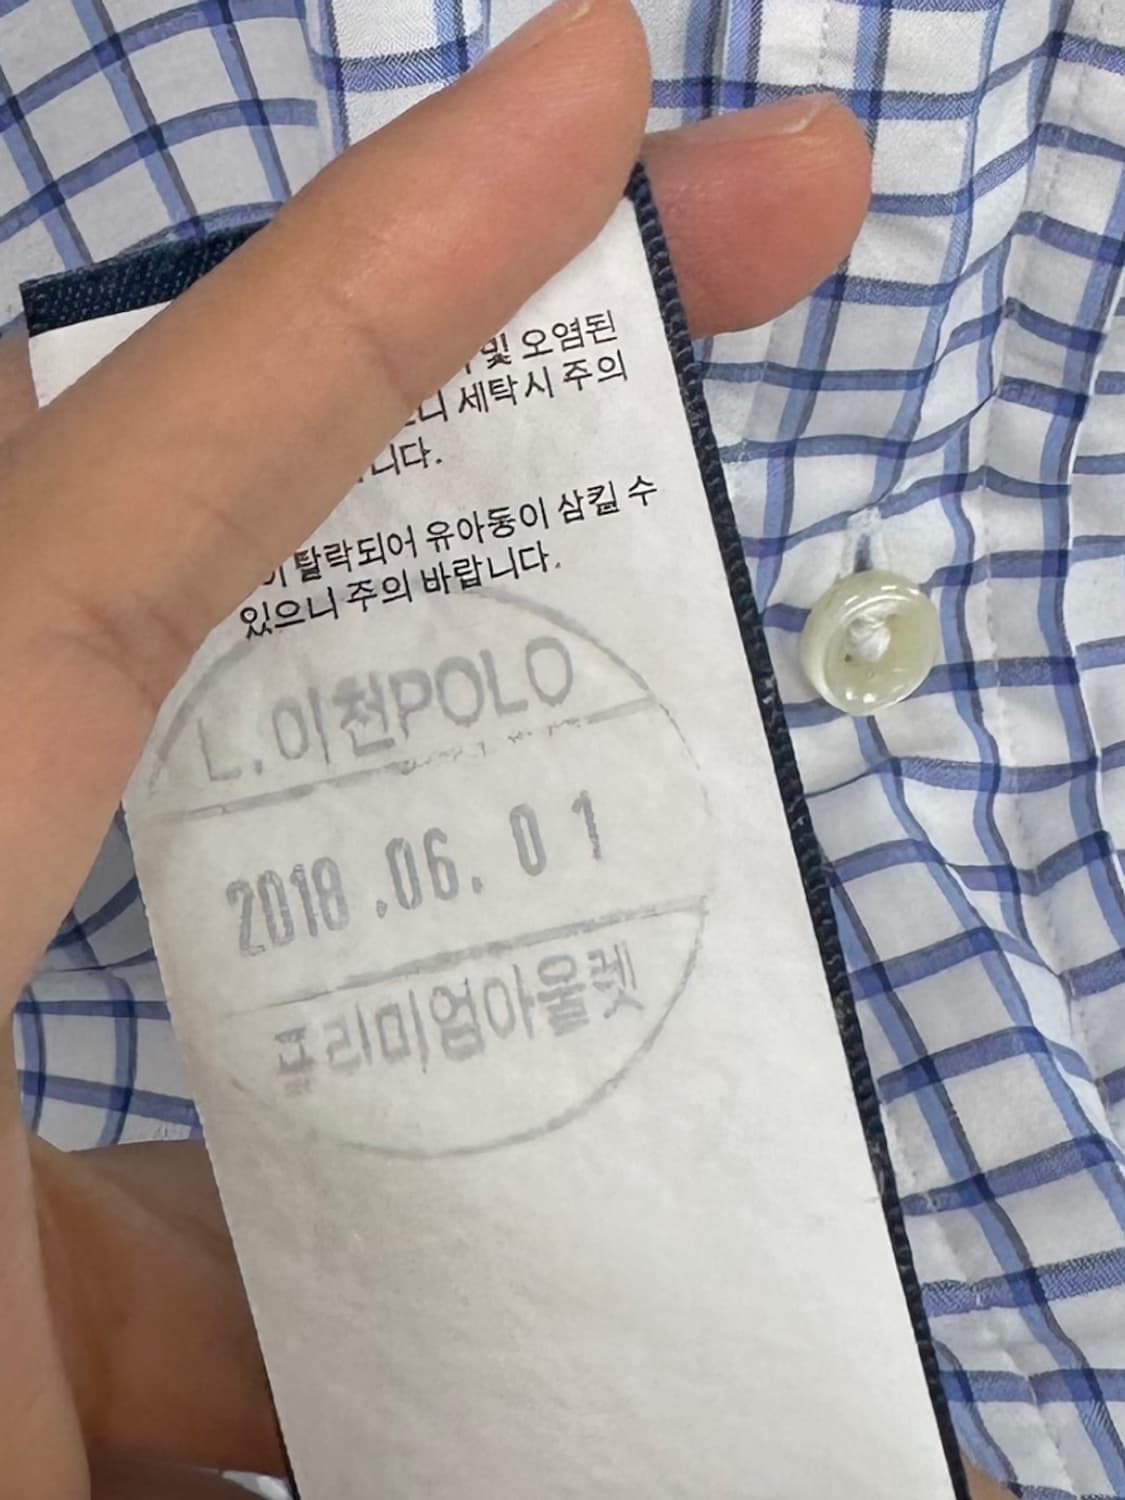 및 오염된
세탁시 주의
니다.
탈락되어 유아동이 삼킬 수
있으니 주의 바랍니다.
L.이천POLO
2018.06.01
프리미엄아울렛